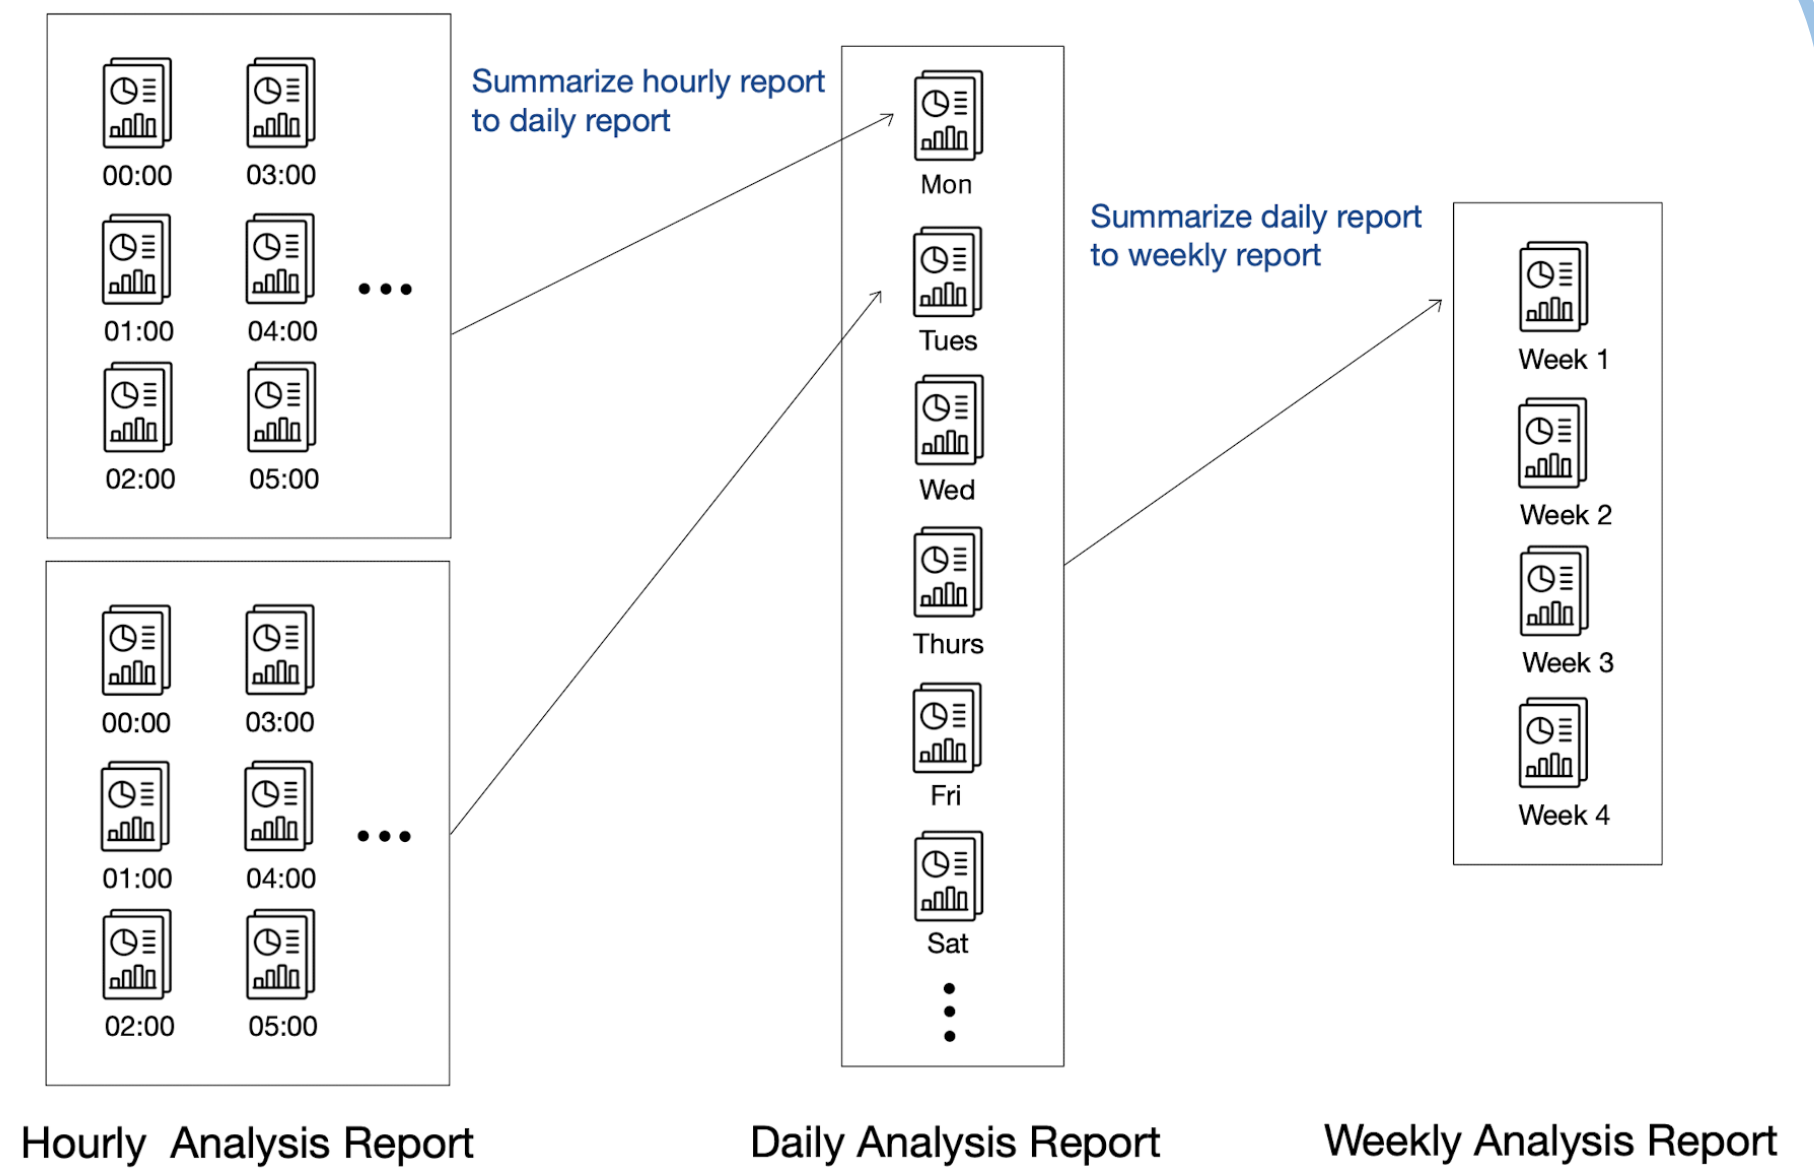 00:00
03:00
01:00
04:00
02:00
05:00
00:00
03:00
01:00
04:00
02:00
05:00
Hourly Analysis Report
Summarize hourly report
to daily report
Mon
Tues
Wed
Thurs
Fri
Sat
Daily Analysis Report
Summarize daily report
to weekly report
Week 1
Week 2
Week 3
Week 4
Weekly Analysis Report